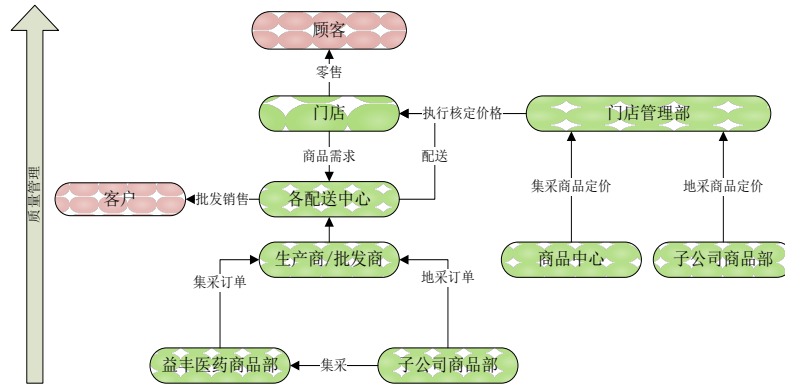 顾客
零售
门店
执行核定价格
门店管理部
商品需求
配送
质量管理
客户
批发销售
各配送中心
集采商品定价
地采商品定价
生产商/批发商
商品中心
子公司商品部
集采订单
地采订单
益丰医药商品部
集采
子公司商品部